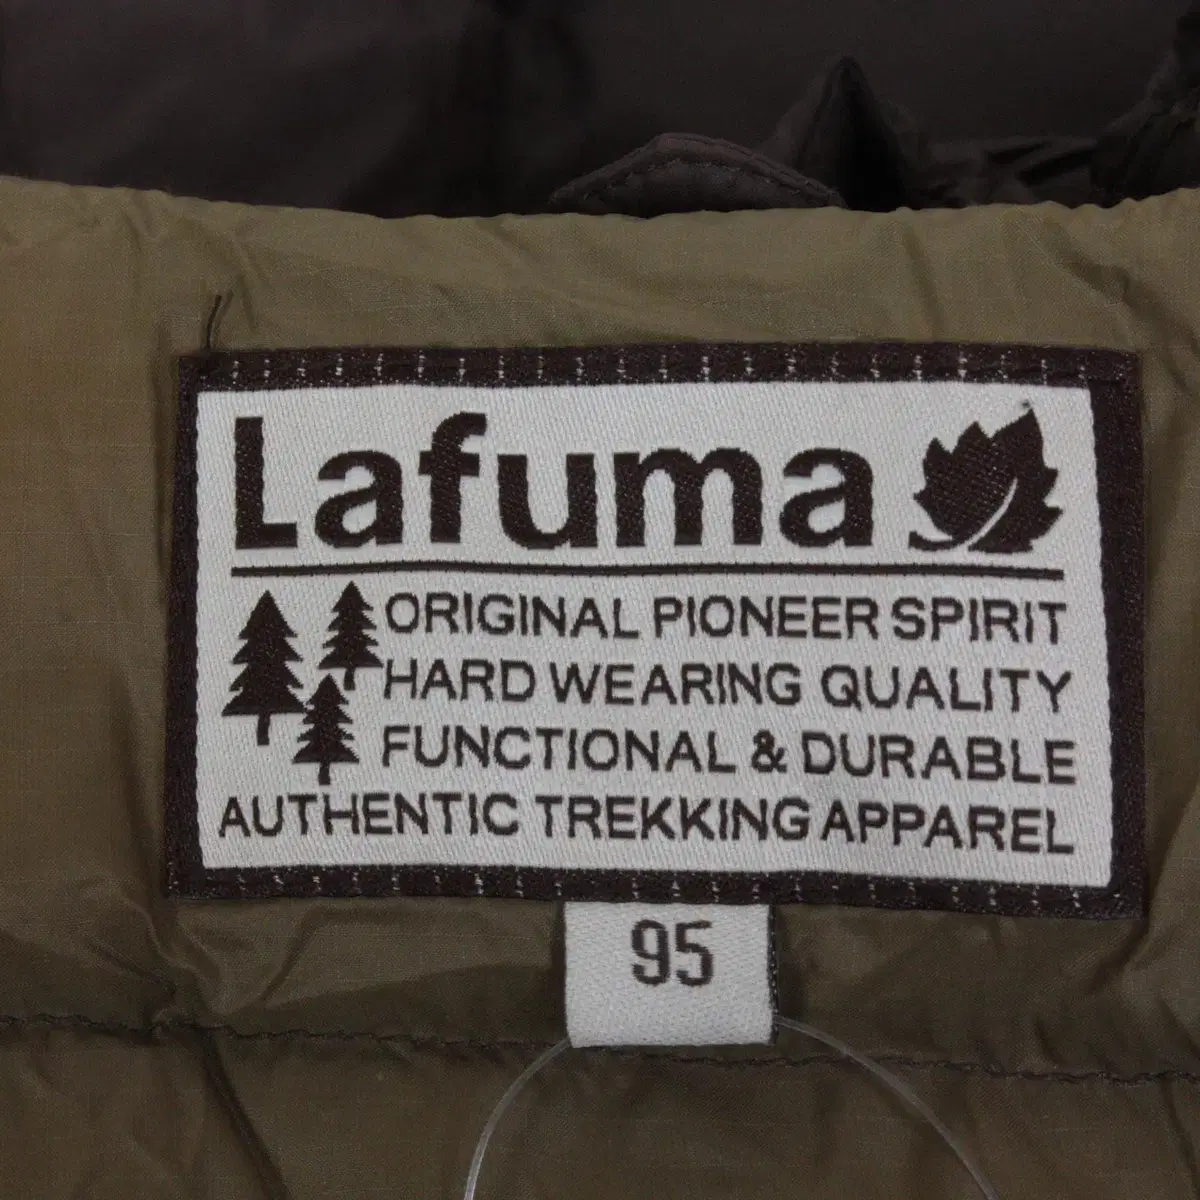 Lafuma
ORIGINAL PIONEER SPIRIT
HARD WEARING QUALITY
FUNCTIONAL & DURABLE
AUTHENTIC TREKKING APPAREL
95